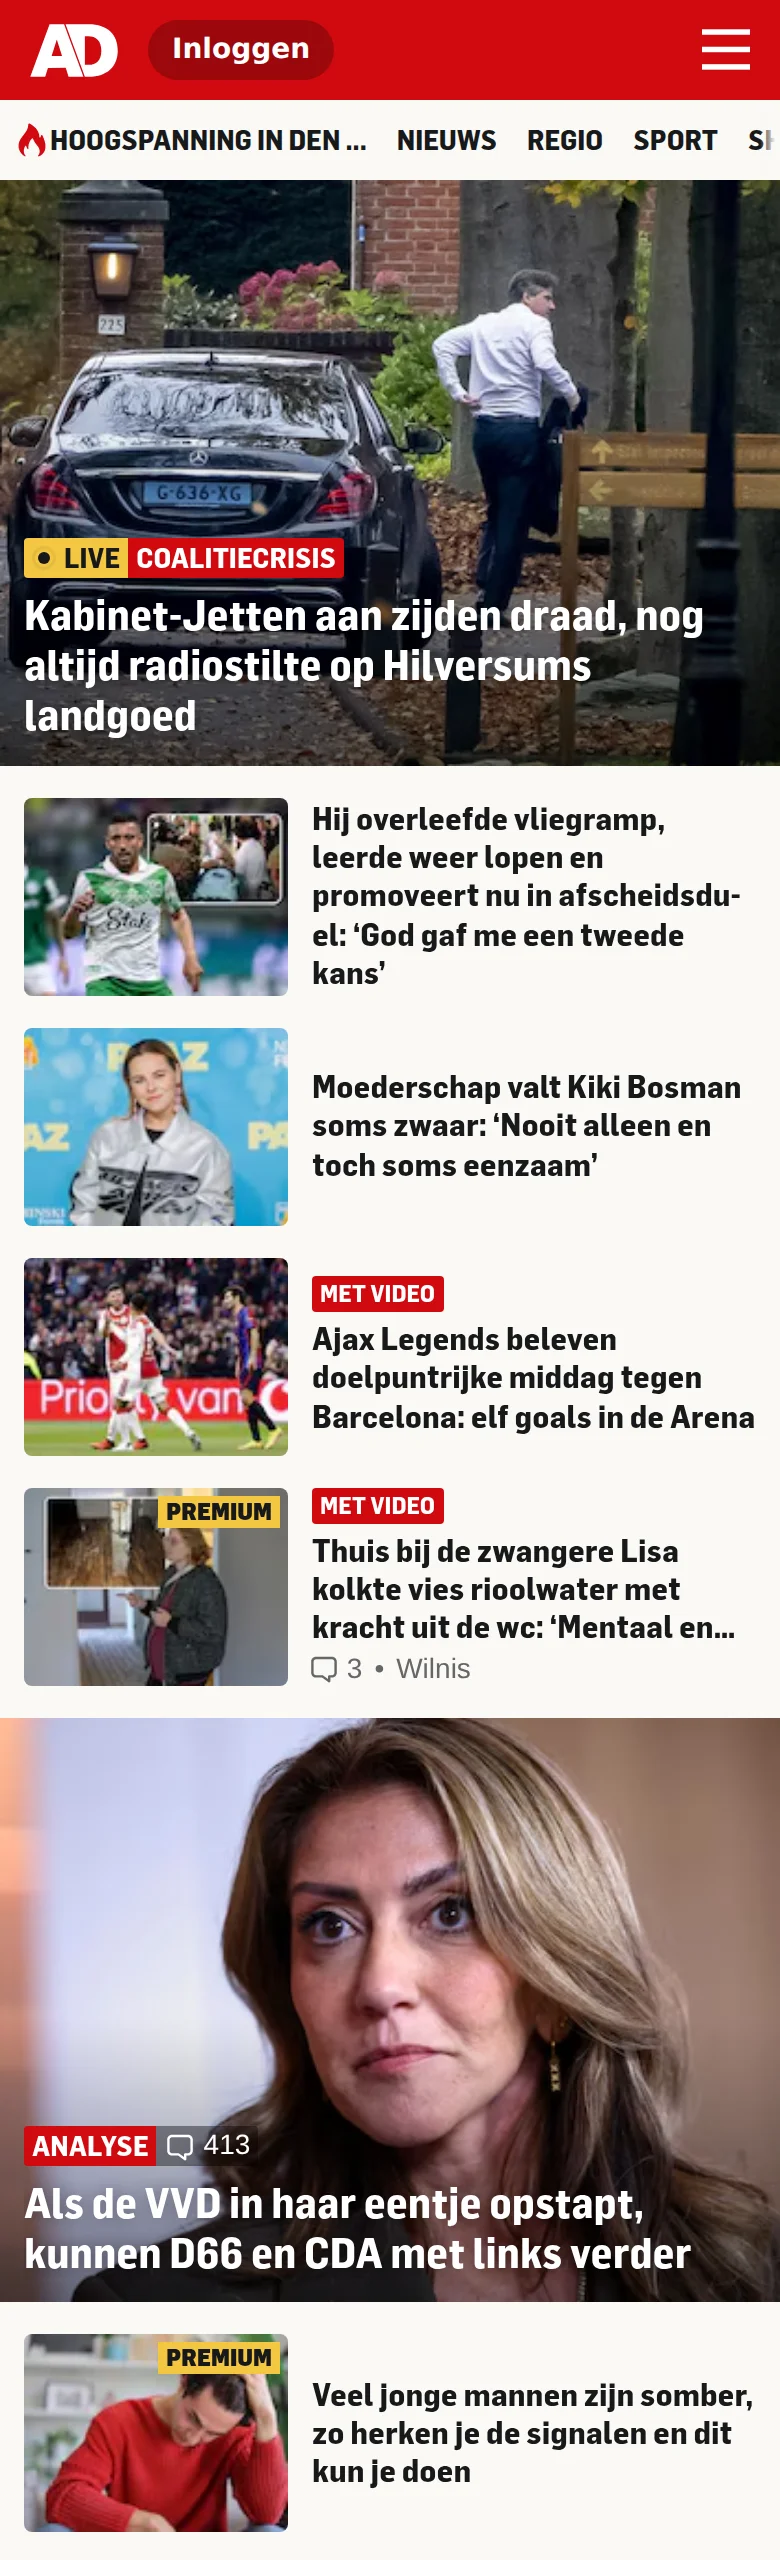 AD Inloggen
HOOGSPANNING IN DEN ... NIEUWS REGIO SPORT
225
G-636-XG
LIVE COALITIECRISIS
Kabinet-Jetten aan zijden draad, nog
altijd radiostilte op Hilversums
landgoed
Stake
Hij overleefde vliegramp,
leerde weer lopen en
promoveert nu in afscheidsdu-
el: ‘God gaf me een tweede
kans’
Moederschap valt Kiki Bosman
soms zwaar: ‘Nooit alleen en
toch soms eenzaam’
MET VIDEO
Ajax Legends beleven
doelpuntrijke middag tegen
Barcelona: elf goals in de Arena
van
PREMIUM
MET VIDEO
Thuis bij de zwangere Lisa
kolkte vies rioolwater met
kracht uit de wc: ‘Mentaal en...
3 • Wilnis
ANALYSE 413
Als de VVD in haar eentje opstapt,
kunnen D66 en CDA met links verder
PREMIUM
Veel jonge mannen zijn somber,
zo herken je de signalen en dit
kun je doen